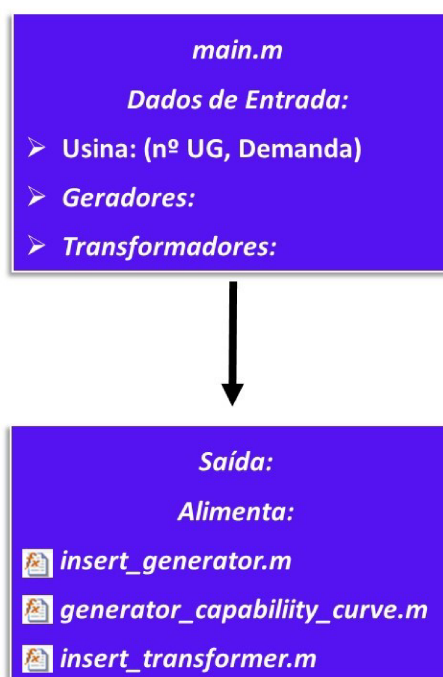 main.m
Dados de Entrada:
➢ Usina: (nº UG, Demanda)
➢ Geradores:
➢ Transformadores:
Saída:
Alimenta:
insert_generator.m
generator_capabiliity_curve.m
insert_transformer.m